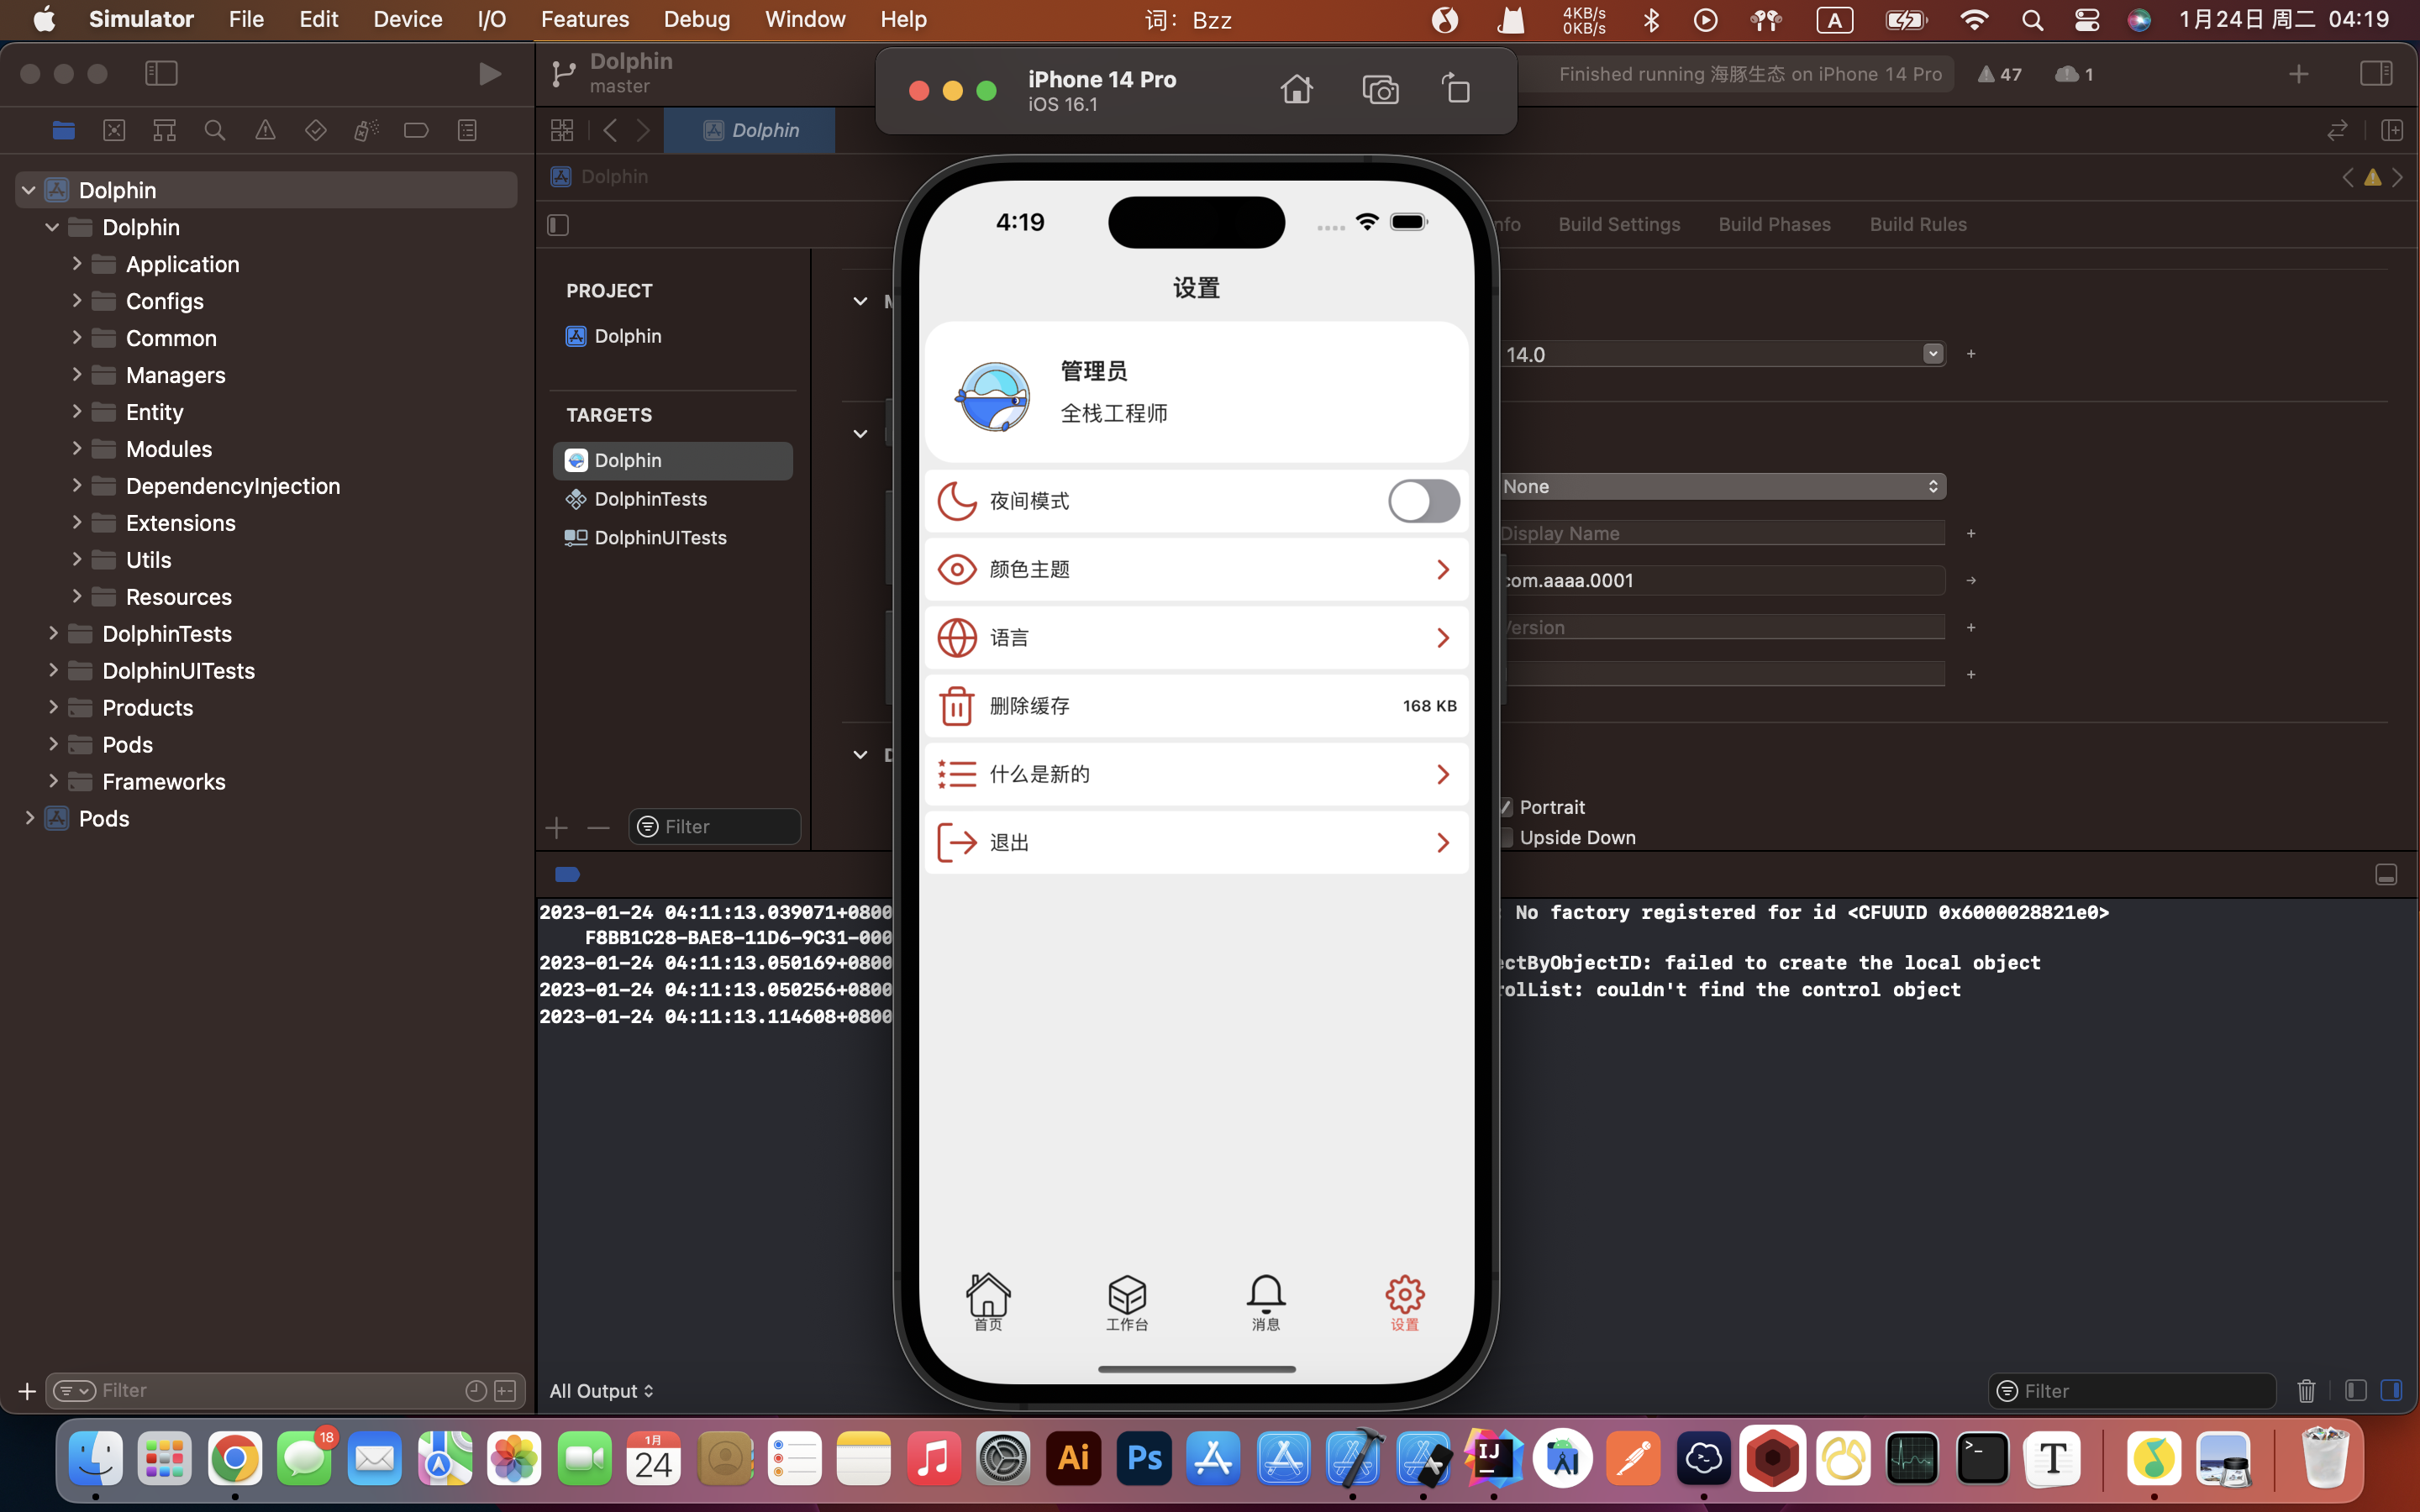 Simulator File Edit Device I/O Features Debug Window Help
词: Bzz
4KB/s
0KB/s
A
1月24日 周二 04:19
Dolphin
master
iPhone 14 Pro
iOS 16.1
Finished running 海豚生态 on iPhone 14 Pro
47
1
Dolphin
Dolphin
Dolphin
Dolphin
Application
Configs
Common
Managers
Entity
Modules
DependencyInjection
Extensions
Utils
Resources
DolphinTests
DolphinUITests
Products
Pods
Frameworks
Pods
Filter
PROJECT
Dolphin
TARGETS
Dolphin
DolphinTests
DolphinUITests
Filter
Build Settings Build Phases Build Rules
14.0
None
Display Name
com.aaaa.0001
Version
Portrait
Upside Down
4:19
设置
管理员
全栈工程师
夜间模式
颜色主题
语言
删除缓存 168 KB
什么是新的
退出
首页 工作台 消息 设置
2023-01-24 04:11:13.039071+0800 : No factory registered for id <CFUUID 0x6000028821e0>
F8BB1C28-BAE8-11D6-9C31-000
2023-01-24 04:11:13.050169+0800 ectByObjectID: failed to create the local object
2023-01-24 04:11:13.050256+0800 rolList: couldn't find the control object
2023-01-24 04:11:13.114608+0800
All Output
Filter
18
1月
24
Ai
Ps
IJ
T